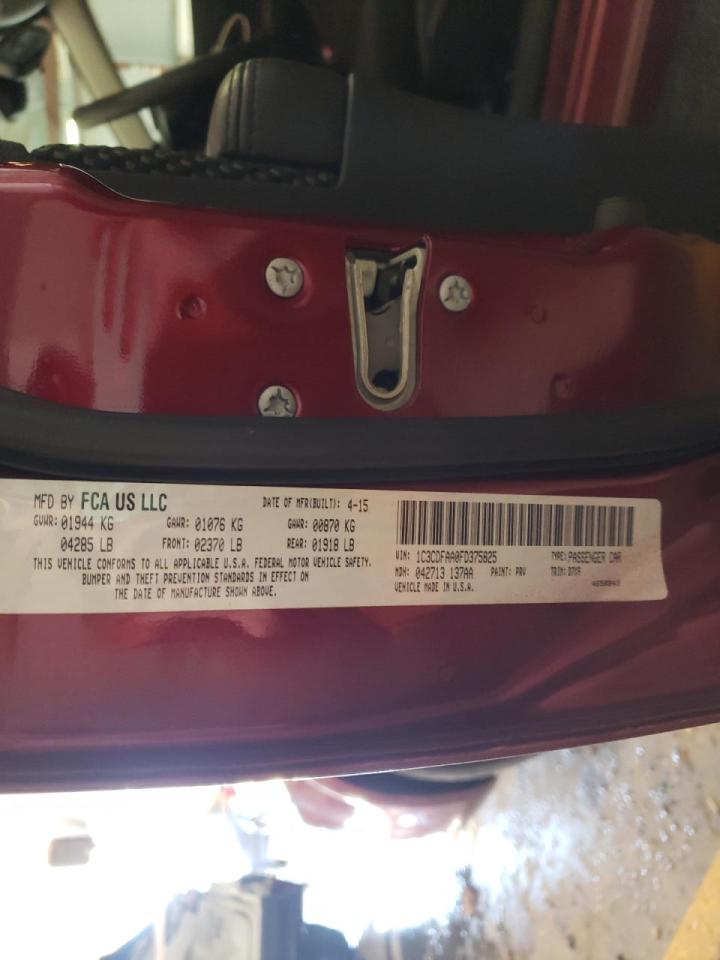 MFD BY FCA US LLC DATE OF MFR(BUILT): 4-15
GVWR: 01944 KG GAWR: 01076 KG GAWR: 00870 KG
04285 LB FRONT: 02370 LB REAR: 01918 LB
THIS VEHICLE CONFORMS TO ALL APPLICABLE U.S.A. FEDERAL MOTOR VEHICLE SAFETY,
BUMPER AND THEFT PREVENTION STANDARDS IN EFFECT ON
THE DATE OF MANUFACTURE SHOWN ABOVE.
VIN: 1C3CDFAA0FD375825 TYPE: PASSENGER CAR
MDH: 042713 137AA PAINT: PRV TRIM:
VEHICLE MADE IN U.S.A.